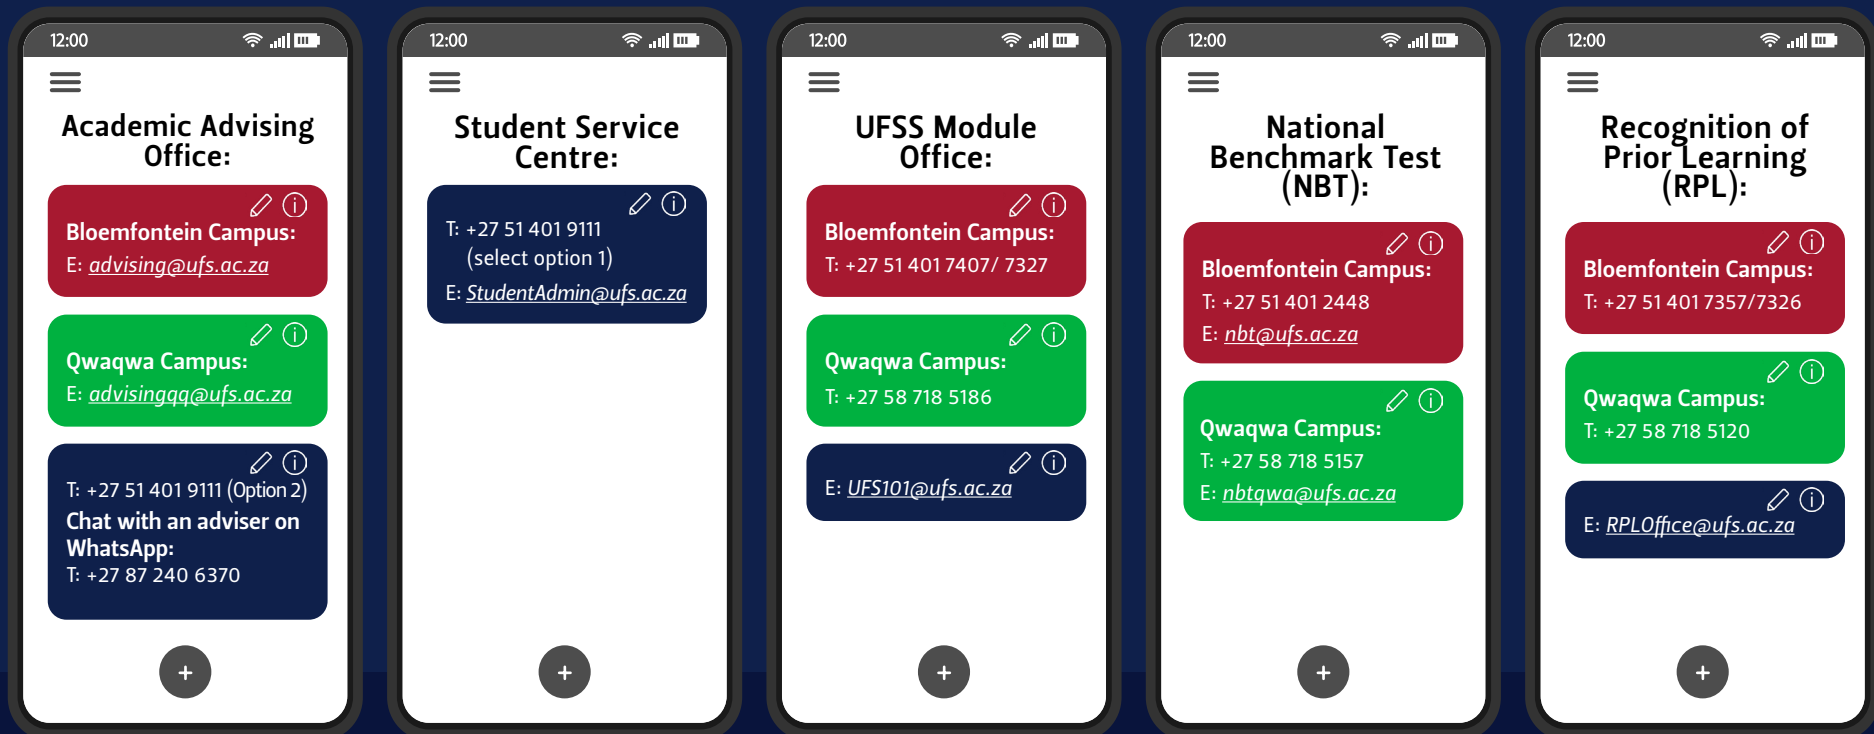 12:00
Academic Advising
Office:
Bloemfontein Campus:
E: advising@ufs.ac.za
Qwaqwa Campus:
E: advisingqq@ufs.ac.za
T: +27 51 401 9111 (Option 2)
Chat with an adviser on
WhatsApp:
T: +27 87 240 6370
+
12:00
Student Service
Centre:
T: +27 51 401 9111
(select option 1)
E: StudentAdmin@ufs.ac.za
+
12:00
UFSS Module
Office:
Bloemfontein Campus:
T: +27 51 401 7407/ 7327
Qwaqwa Campus:
T: +27 58 718 5186
E: UFS101@ufs.ac.za
+
12:00
National
Benchmark Test
(NBT):
Bloemfontein Campus:
T: +27 51 401 2448
E: nbt@ufs.ac.za
Qwaqwa Campus:
T: +27 58 718 5157
E: nbtqwa@ufs.ac.za
+
12:00
Recognition of
Prior Learning
(RPL):
Bloemfontein Campus:
T: +27 51 401 7357/7326
Qwaqwa Campus:
T: +27 58 718 5120
E: RPLOffice@ufs.ac.za
+